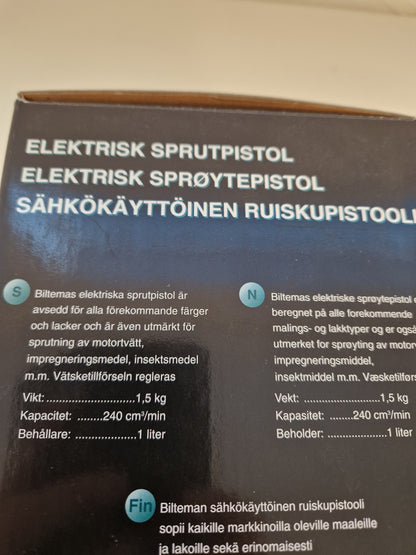 ELEKTRISK SPRUTPISTOL
ELEKTRISK SPRØYTEPISTOL
SÄHKÖKÄYTTÖINEN RUISKUPISTOOLI
S
Biltemas elektriska sprutpistol är
avsedd för alla förekommande färger
och lacker och är även utmärkt för
sprutning av motortvätt,
impregneringsmedel, insektsmedel
m.m. Vätsketillförseln regleras
Vikt:...........................1,5 kg
Kapacitet: ........240 cm³/min
Behållare: ...................1 liter
N
Biltemas elektriske sprøytepistol
beregnet på alle forekommende
malings- og lakktyper og er også
utmerket for sprøyting av
impregneringsmiddel,
insektmiddel m.m.
Vekt: ...........................1,5 kg
Kapasitet: .......240 cm³/min
Beholder: ...................1 liter
Fin
Bilteman sähkökäyttöinen ruiskupistooli
sopii kaikille markkinoilla oleville maaleille
ja lakoille sekä erinomaisesti